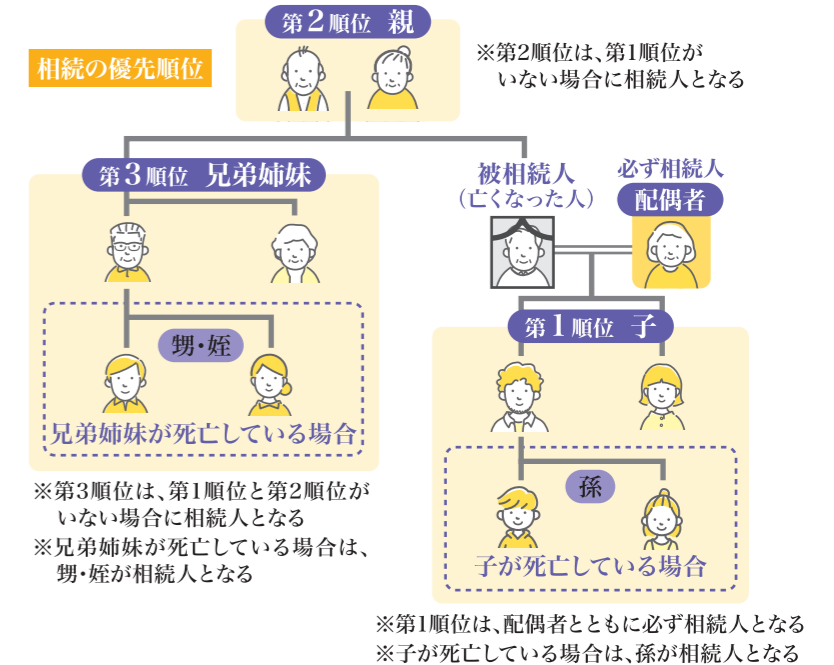 第2順位 親
相続の優先順位
※第2順位は、第1順位が
いない場合に相続人となる
第3順位 兄弟姉妹
被相続人
(亡くなった人)
必ず相続人
配偶者
甥・姪
兄弟姉妹が死亡している場合
第1順位 子
孫
子が死亡している場合
※第3順位は、第1順位と第2順位が
いない場合に相続人となる
※兄弟姉妹が死亡している場合は、
甥・姪が相続人となる
※第1順位は、配偶者とともに必ず相続人となる
※子が死亡している場合は、孫が相続人となる